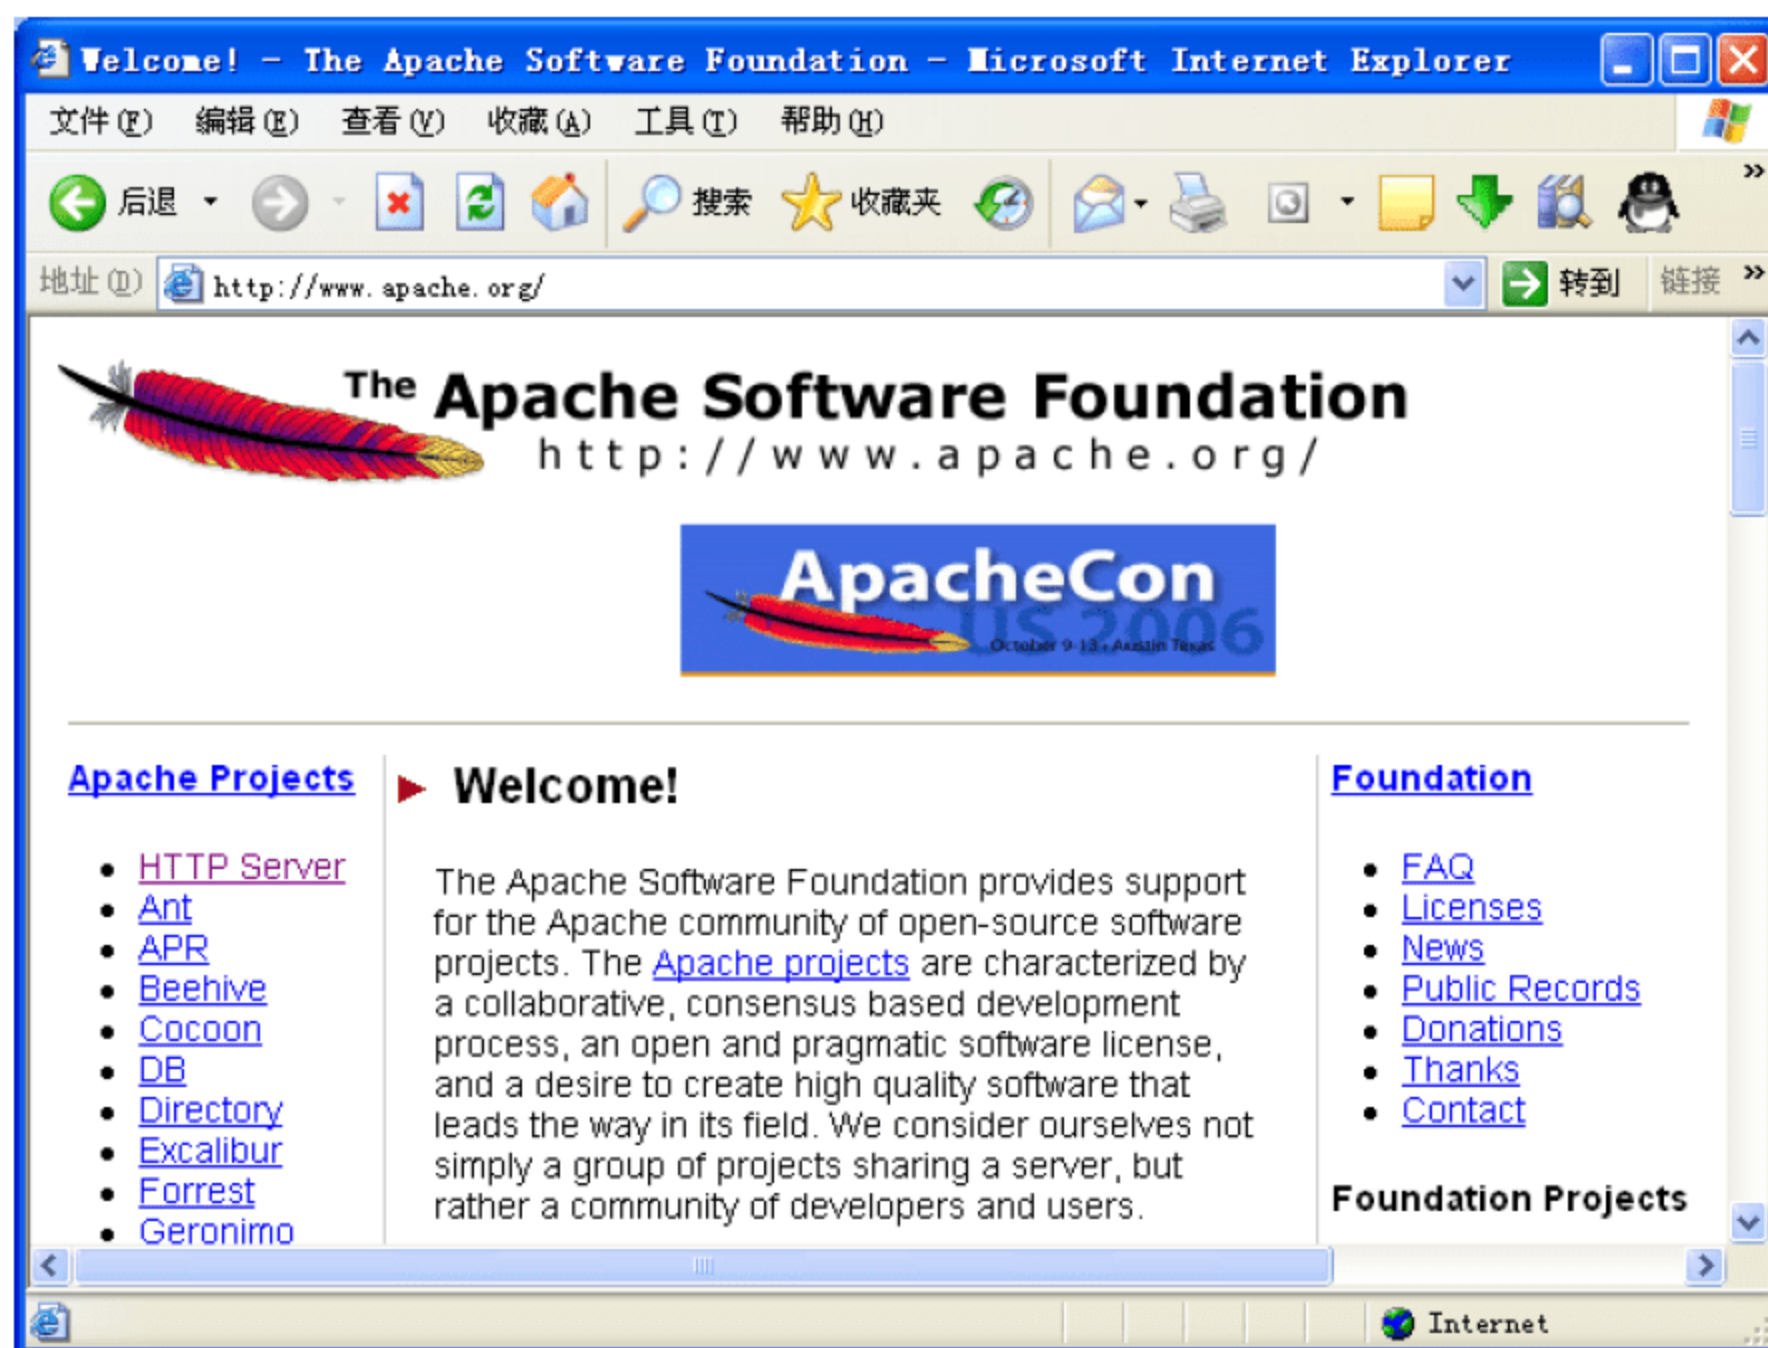 Welcome! - The Apache Software Foundation - Microsoft Internet Explorer
文件(F) 编辑(E) 查看(V) 收藏(A) 工具(T) 帮助(H)
后退 搜索 收藏夹 »
地址(D) http://www.apache.org/ 转到 链接 »
The Apache Software Foundation
http://www.apache.org/
ApacheCon
US 2006
October 9-13 · Austin Texas
Apache Projects
HTTP Server
Ant
APR
Beehive
Cocoon
DB
Directory
Excalibur
Forrest
Geronimo
Welcome!
The Apache Software Foundation provides support
for the Apache community of open-source software
projects. The Apache projects are characterized by
a collaborative, consensus based development
process, an open and pragmatic software license,
and a desire to create high quality software that
leads the way in its field. We consider ourselves not
simply a group of projects sharing a server, but
rather a community of developers and users.
Foundation
FAQ
Licenses
News
Public Records
Donations
Thanks
Contact
Foundation Projects
Internet